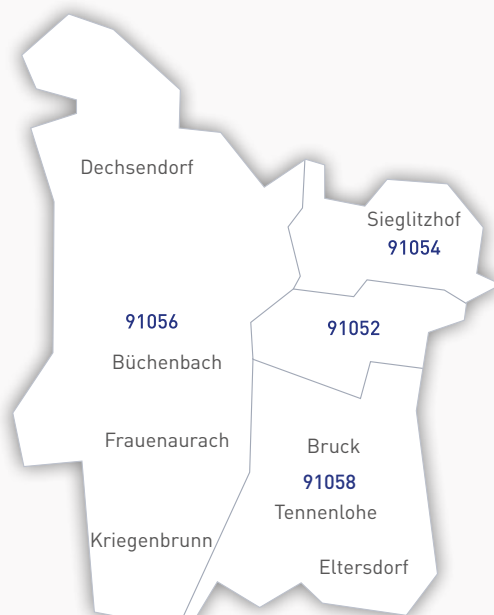 Dechsendorf
Sieglitzhof
91054
91056
91052
Büchenbach
Frauenaurach
Bruck
91058
Tennenlohe
Kriegenbrunn
Eltersdorf